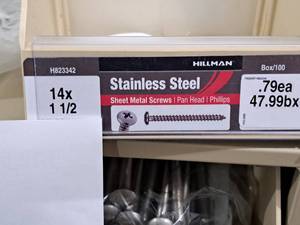 HILLMAN
H823342
Box/100
Stainless Steel
14x
1 1/2
Sheet Metal Screws | Pan Head | Phillips
.79ea
47.99bx